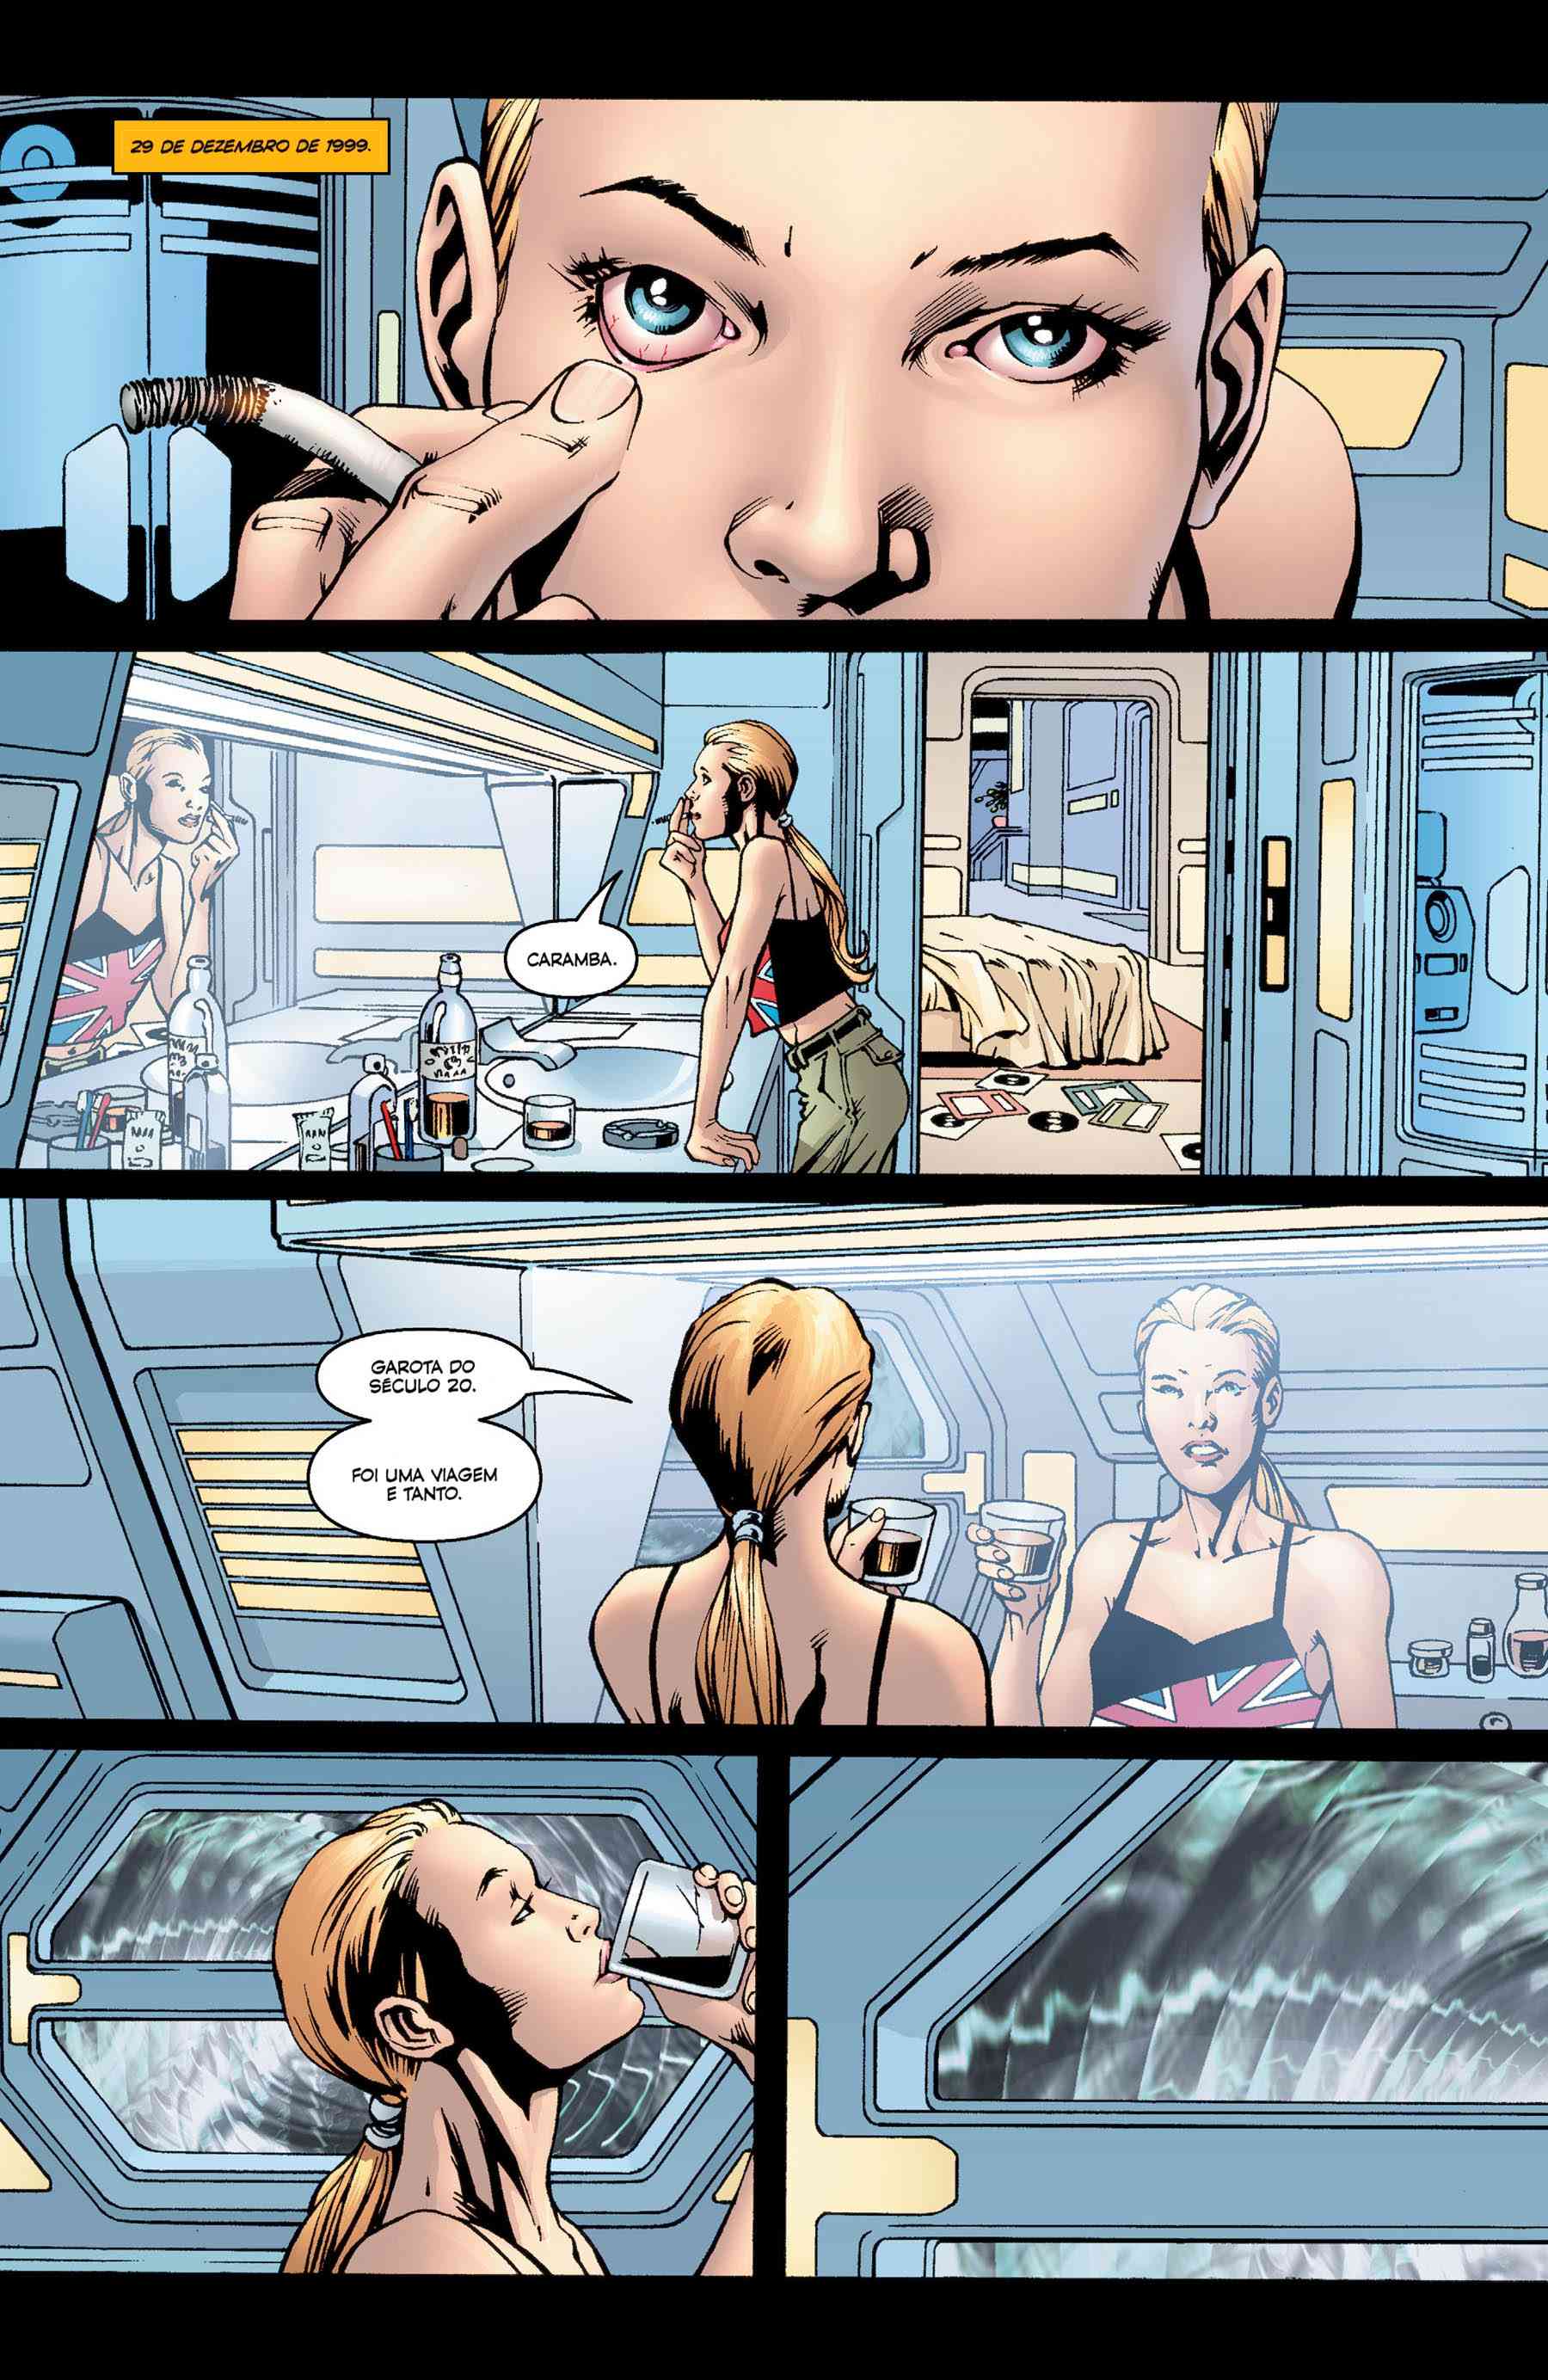 29 DE DEZEMBRO DE 1999.
CARAMBA.
GAROTA DO
SÉCULO 20.
FOI UMA VIAGEM
E TANTO.